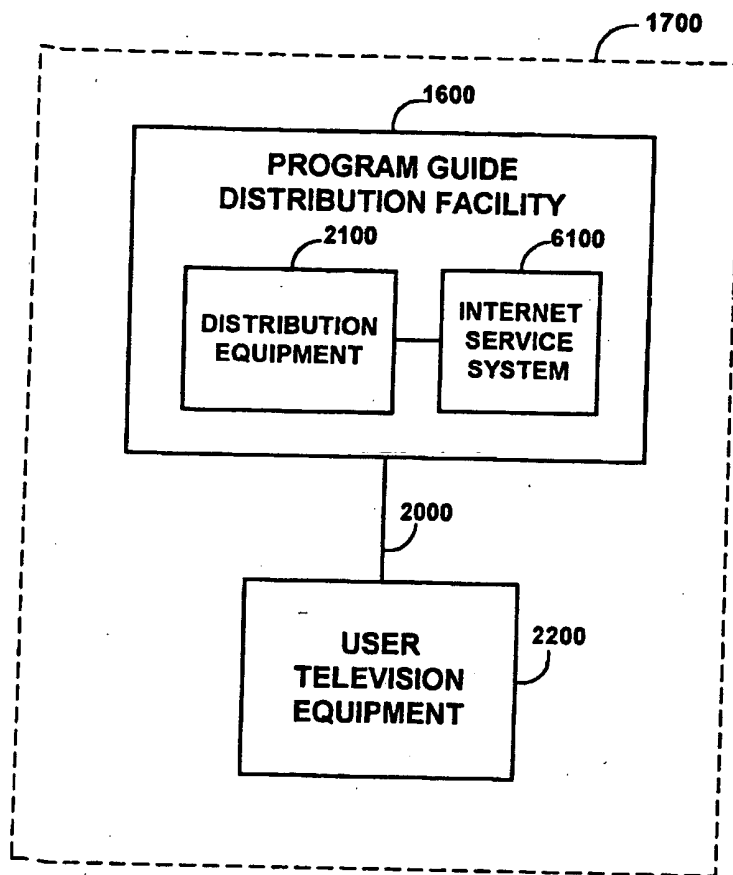 1700
1600
PROGRAM GUIDE
DISTRIBUTION FACILITY
2100
6100
DISTRIBUTION
EQUIPMENT
INTERNET
SERVICE
SYSTEM
2000
USER
TELEVISION
EQUIPMENT
2200